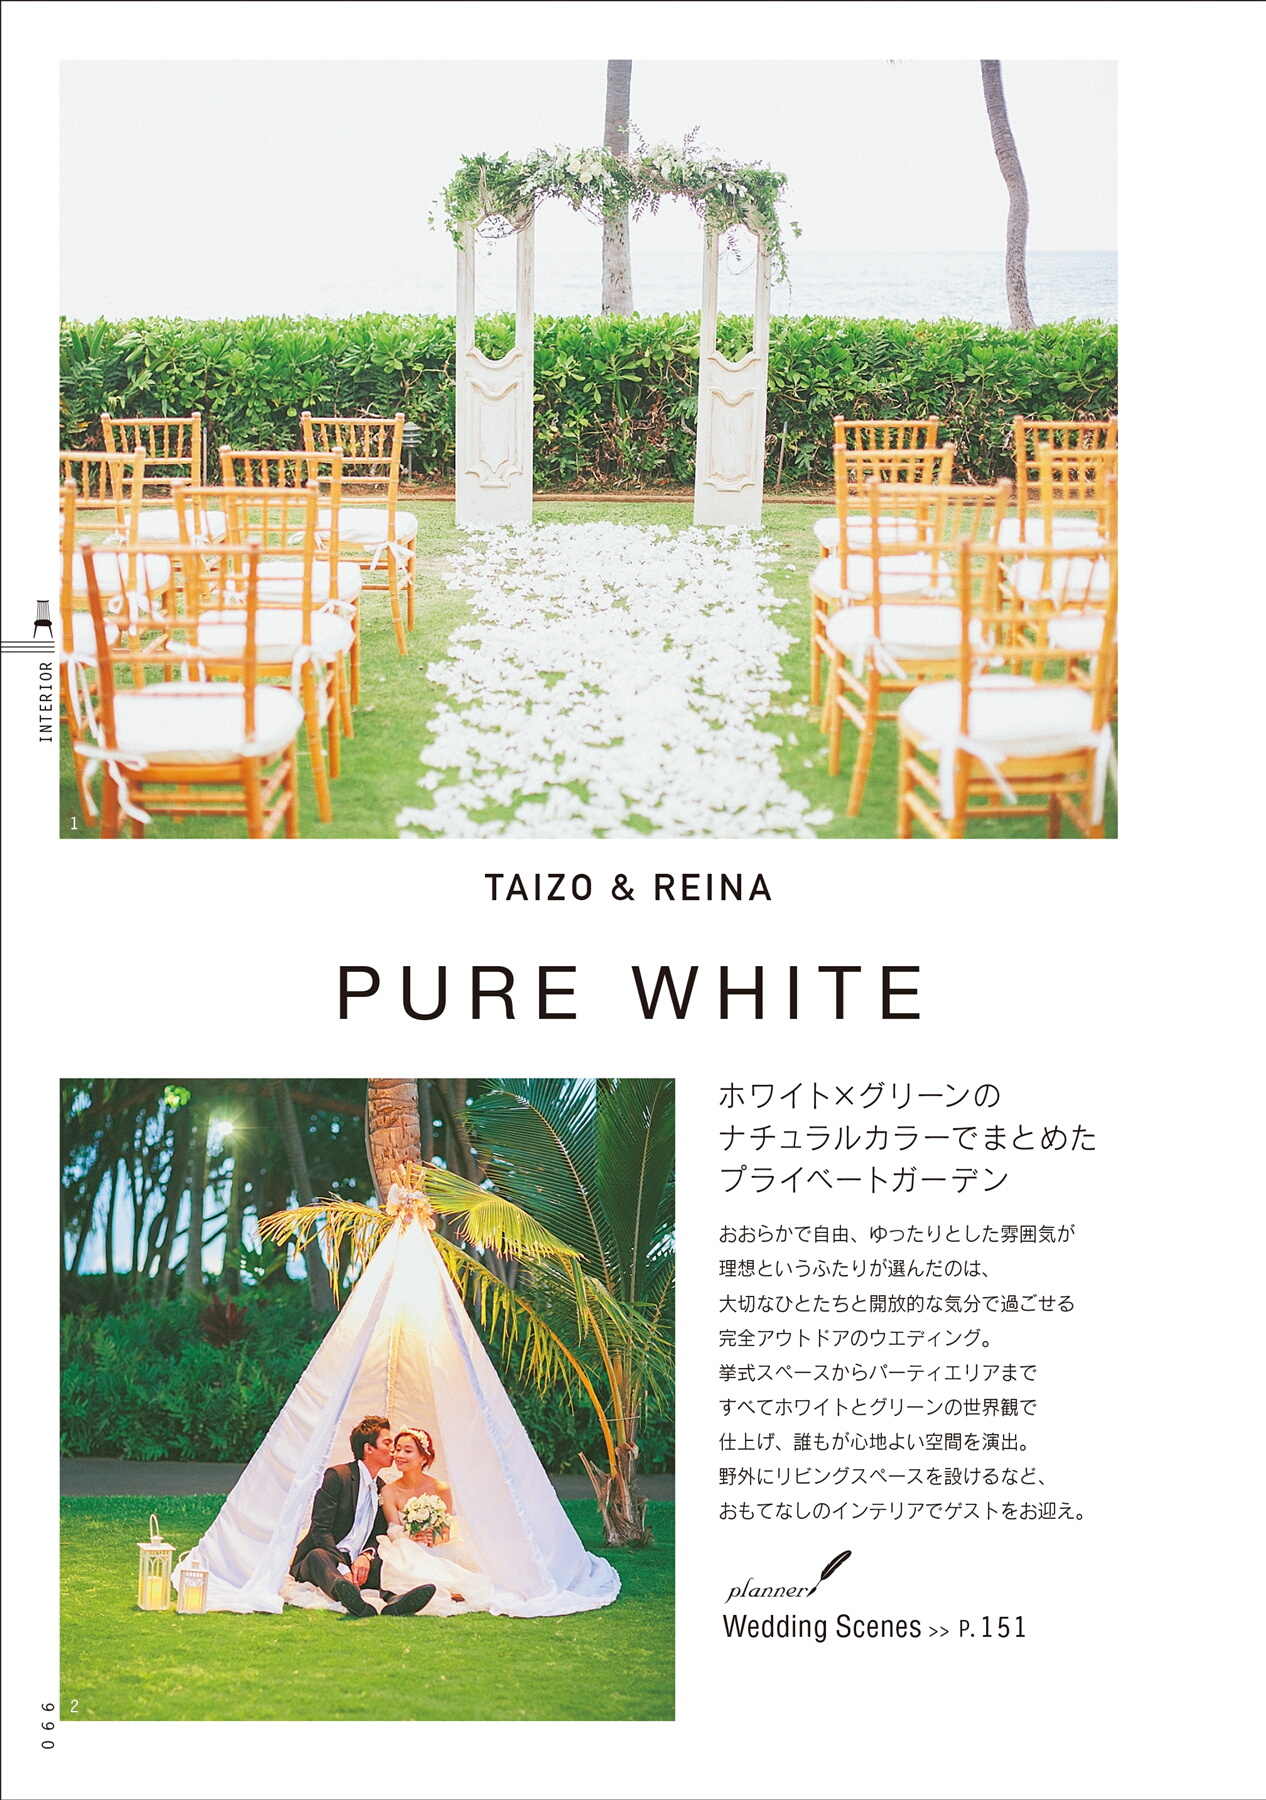 1
INTERIOR
TAIZO & REINA
PURE WHITE
ホワイト×グリーンの
ナチュラルカラーでまとめた
プライベートガーデン
おおらかで自由、ゆったりとした雰囲気が
理想というふたりが選んだのは、
大切なひとたちと開放的な気分で過ごせる
完全アウトドアのウエディング。
挙式スペースからパーティエリアまで
すべてホワイトとグリーンの世界観で
仕上げ、誰もが心地よい空間を演出。
野外にリビングスペースを設けるなど、
おもてなしのインテリアでゲストをお迎え。
planner
Wedding Scenes >> P.151
2
066